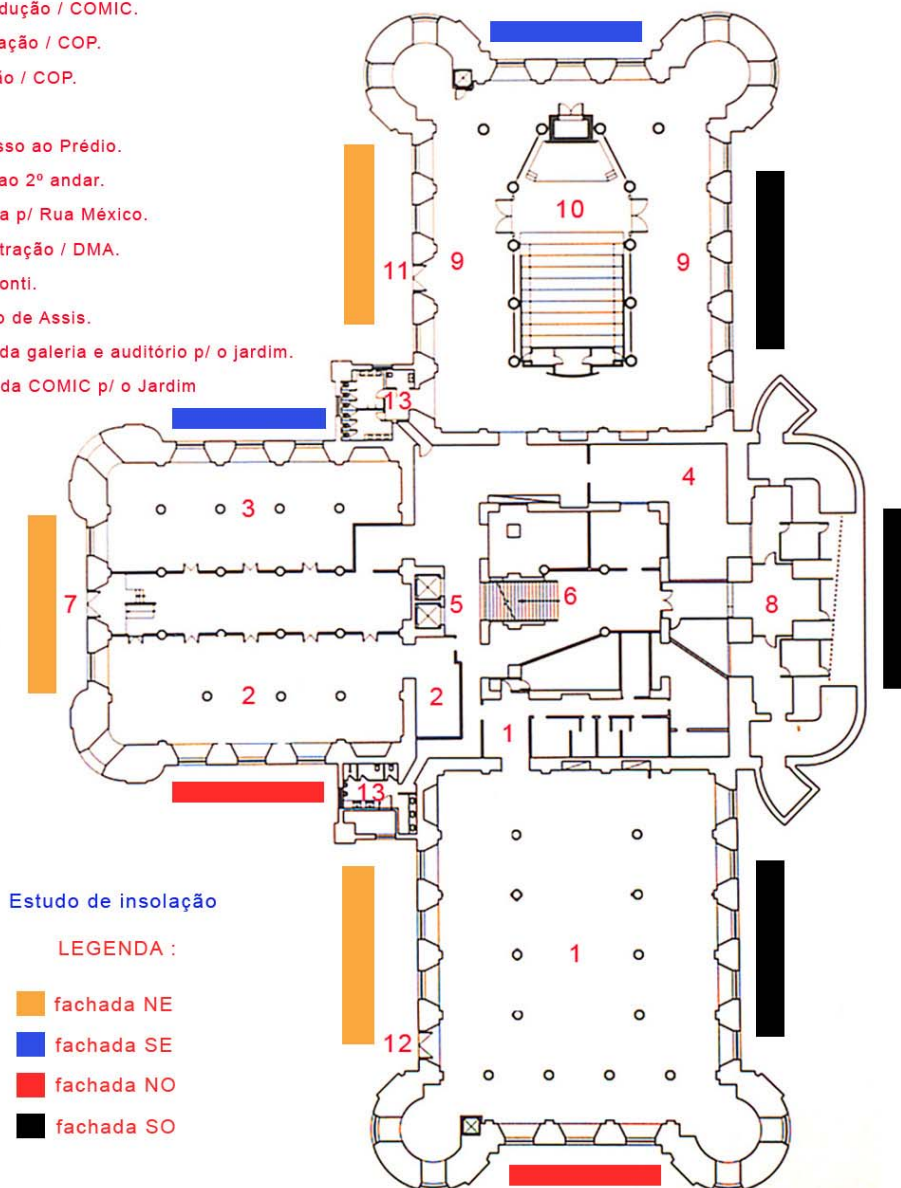 dução / COMIC.
ação / COP.
ão / COP.
sso ao Prédio.
ao 2º andar.
a p/ Rua México.
tração / DMA.
onti.
o de Assis.
da galeria e auditório p/ o jardim.
da COMIC p/ o Jardim
10
9
9
11
13
4
3
7
5
6
8
2
2
1
13
1
12
Estudo de insolação
LEGENDA :
fachada NE
fachada SE
fachada NO
fachada SO